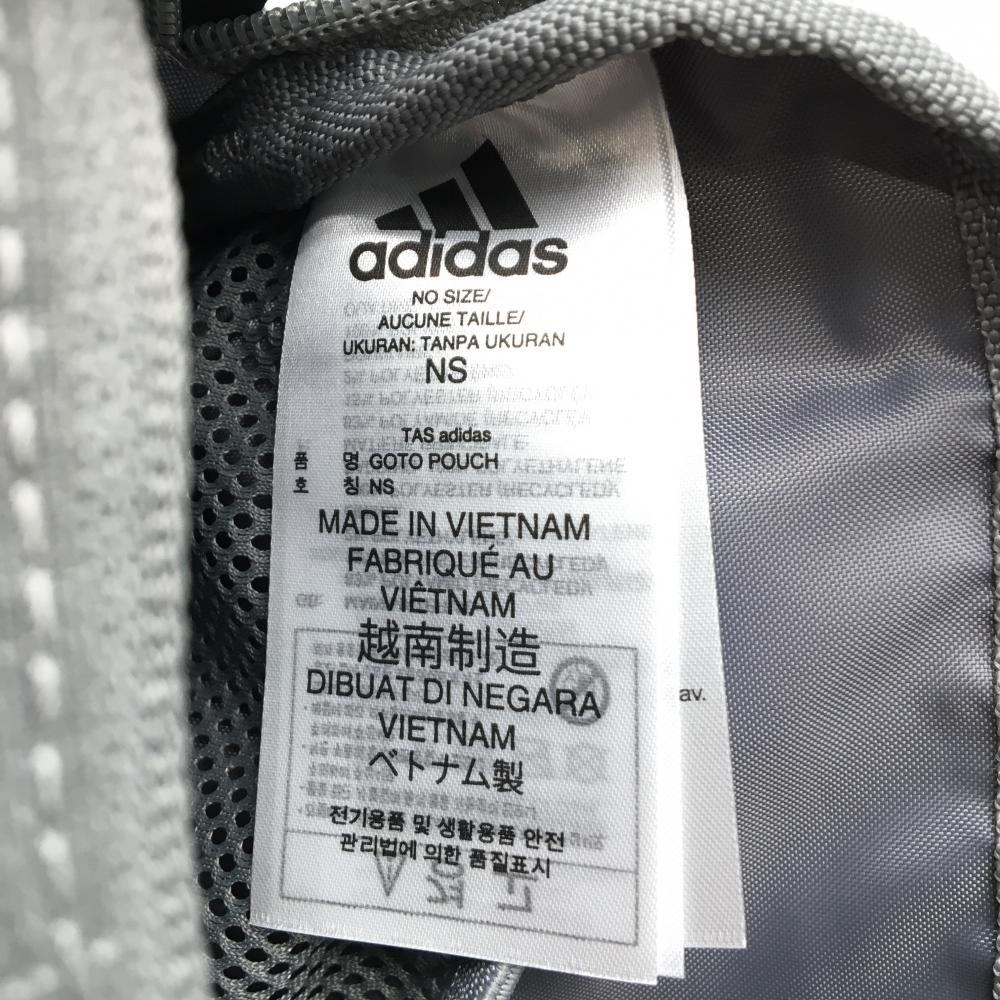 adidas
NO SIZE/
AUCUNE TAILLE/
UKURAN: TANPA UKURAN
NS
TAS adidas
품 명 GOTO POUCH
호 칭 NS
MADE IN VIETNAM
FABRIQUÉ AU
VIÊTNAM
越南制造
DIBUAT DI NEGARA
VIETNAM
ベトナム製
전기용품 및 생활용품 안전
관리법에 의한 품질표시
av.